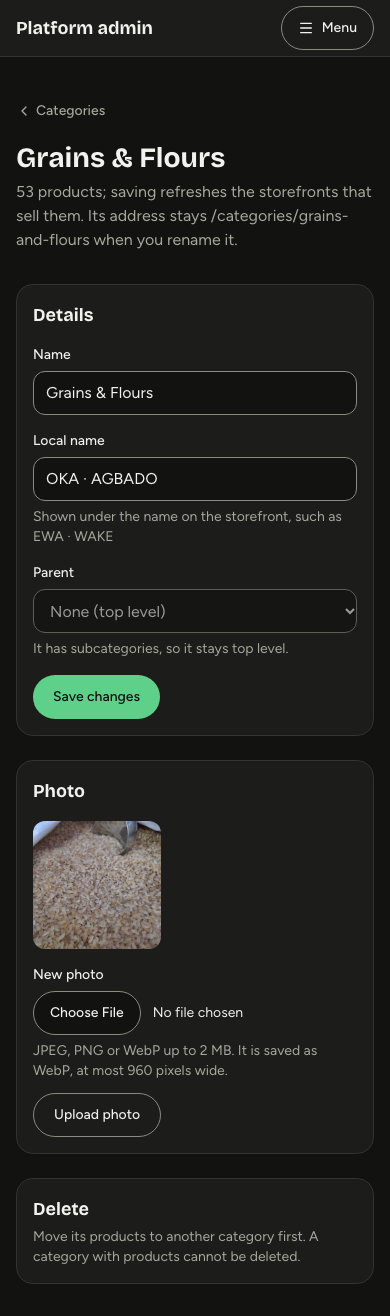 Platform admin
Menu
Categories
Grains & Flours
53 products; saving refreshes the storefronts that
sell them. Its address stays /categories/grains-
and-flours when you rename it.
Details
Name
Grains & Flours
Local name
OKA · AGBADO
Shown under the name on the storefront, such as
EWA · WAKE
Parent
None (top level)
It has subcategories, so it stays top level.
Save changes
Photo
New photo
Choose File
No file chosen
JPEG, PNG or WebP up to 2 MB. It is saved as
WebP, at most 960 pixels wide.
Upload photo
Delete
Move its products to another category first. A
category with products cannot be deleted.